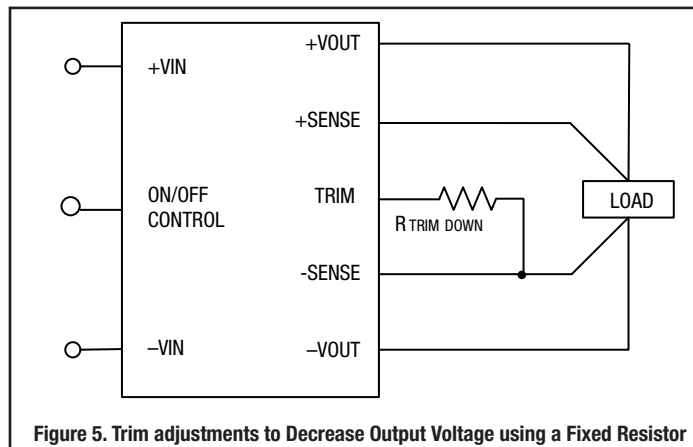 +VOUT
+VIN
+SENSE
ON/OFF
CONTROL
TRIM
R TRIM DOWN
LOAD
-SENSE
–VIN
–VOUT
Figure 5. Trim adjustments to Decrease Output Voltage using a Fixed Resistor